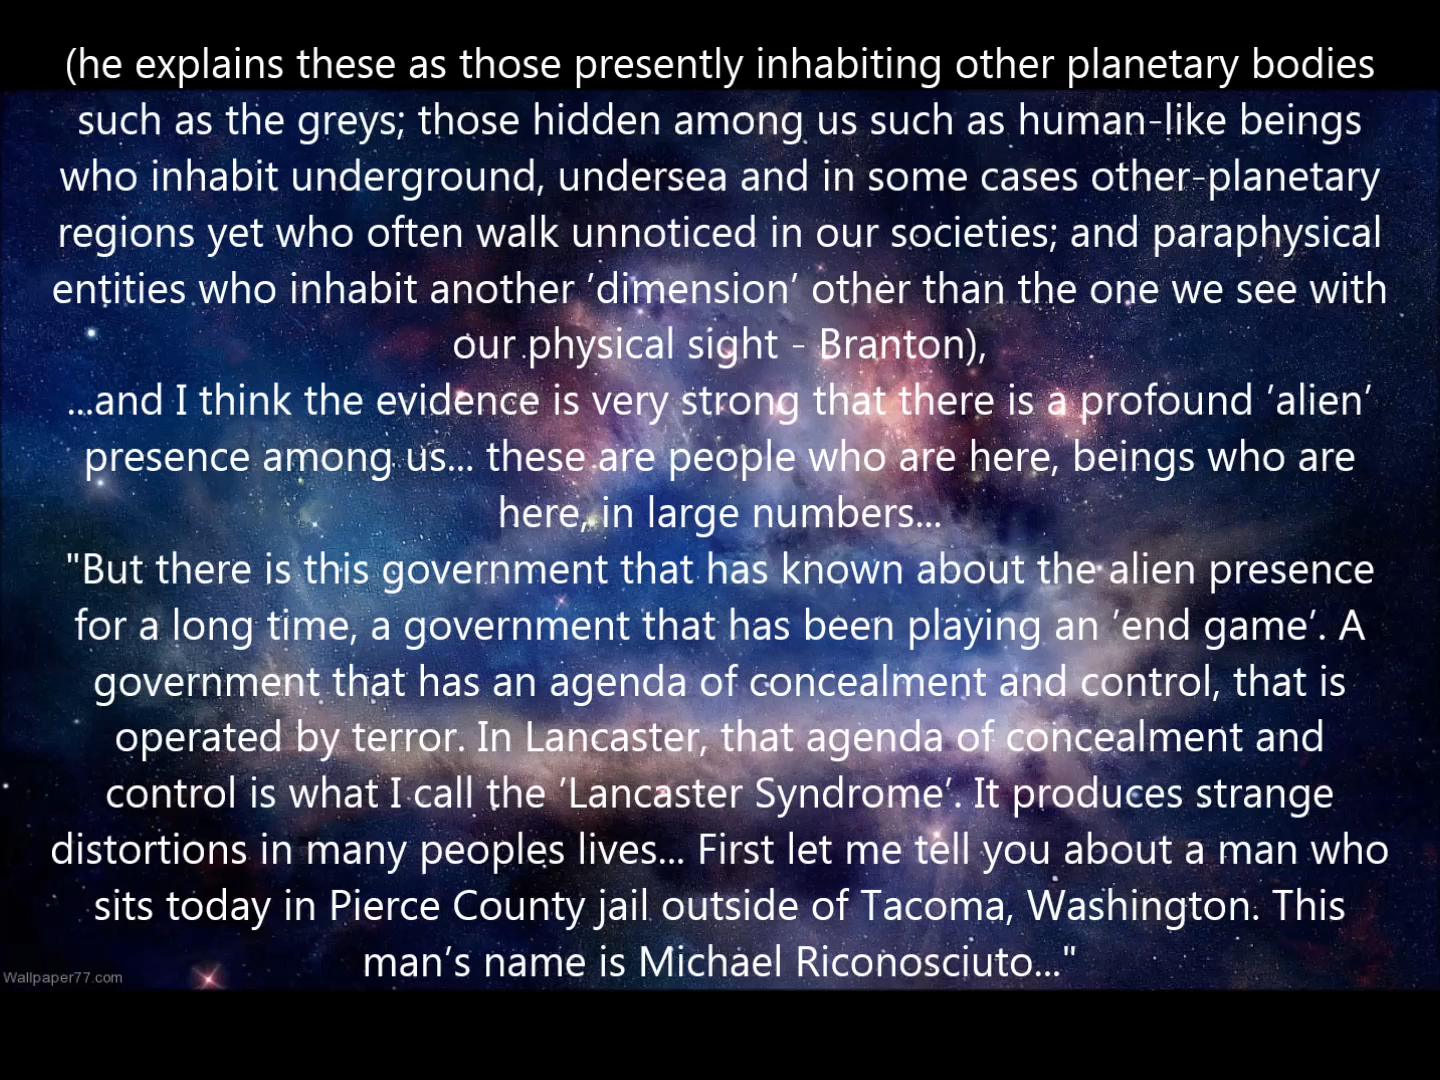 (he explains these as those presently inhabiting other planetary bodies
such as the greys; those hidden among us such as human-like beings
who inhabit underground, undersea and in some cases other-planetary
regions yet who often walk unnoticed in our societies; and paraphysical
entities who inhabit another ’dimension’ other than the one we see with
our physical sight - Branton),
...and I think the evidence is very strong that there is a profound ’alien’
presence among us... these are people who are here, beings who are
here, in large numbers...
"But there is this government that has known about the alien presence
for a long time, a government that has been playing an ’end game’. A
government that has an agenda of concealment and control, that is
operated by terror. In Lancaster, that agenda of concealment and
control is what I call the ’Lancaster Syndrome’. It produces strange
distortions in many peoples lives... First let me tell you about a man who
sits today in Pierce County jail outside of Tacoma, Washington. This
man’s name is Michael Riconosciuto..."
Wallpaper77.com